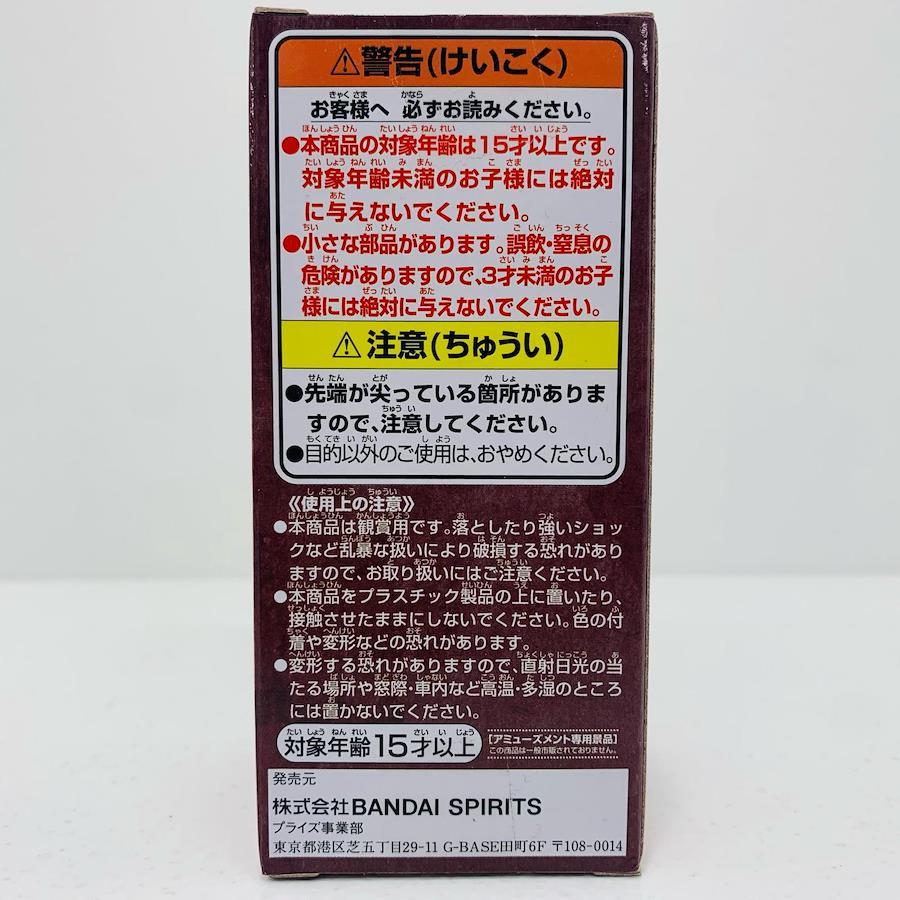 ⚠警告(けいこく)
お客様へ 必ずお読みください。
●本商品の対象年齢は15才以上です。
対象年齢未満のお子様には絶対
に与えないでください。
●小さな部品があります。誤飲・窒息の
危険がありますので、3才未満のお子
様には絶対に与えないでください。
⚠注意(ちゅうい)
●先端が尖っている箇所がありま
すので、注意してください。
●目的以外のご使用は、おやめください。
《使用上の注意》
●本商品は観賞用です。落としたり強いショッ
クなど乱暴な扱いにより破損する恐れがあり
ますので、お取り扱いにはご注意ください。
●本商品をプラスチック製品の上に置いたり、
接触させたままにしないでください。色の付
着や変形などの恐れがあります。
●変形する恐れがありますので、直射日光の当
たる場所や窓際・車内など高温・多湿のところ
には置かないでください。
対象年齢15才以上
[アミューズメント専用景品]
この商品は一般市販されておりません。
発売元
株式会社BANDAI SPIRITS
プライズ事業部
東京都港区芝五丁目29-11 G-BASE田町6F 〒108-0014